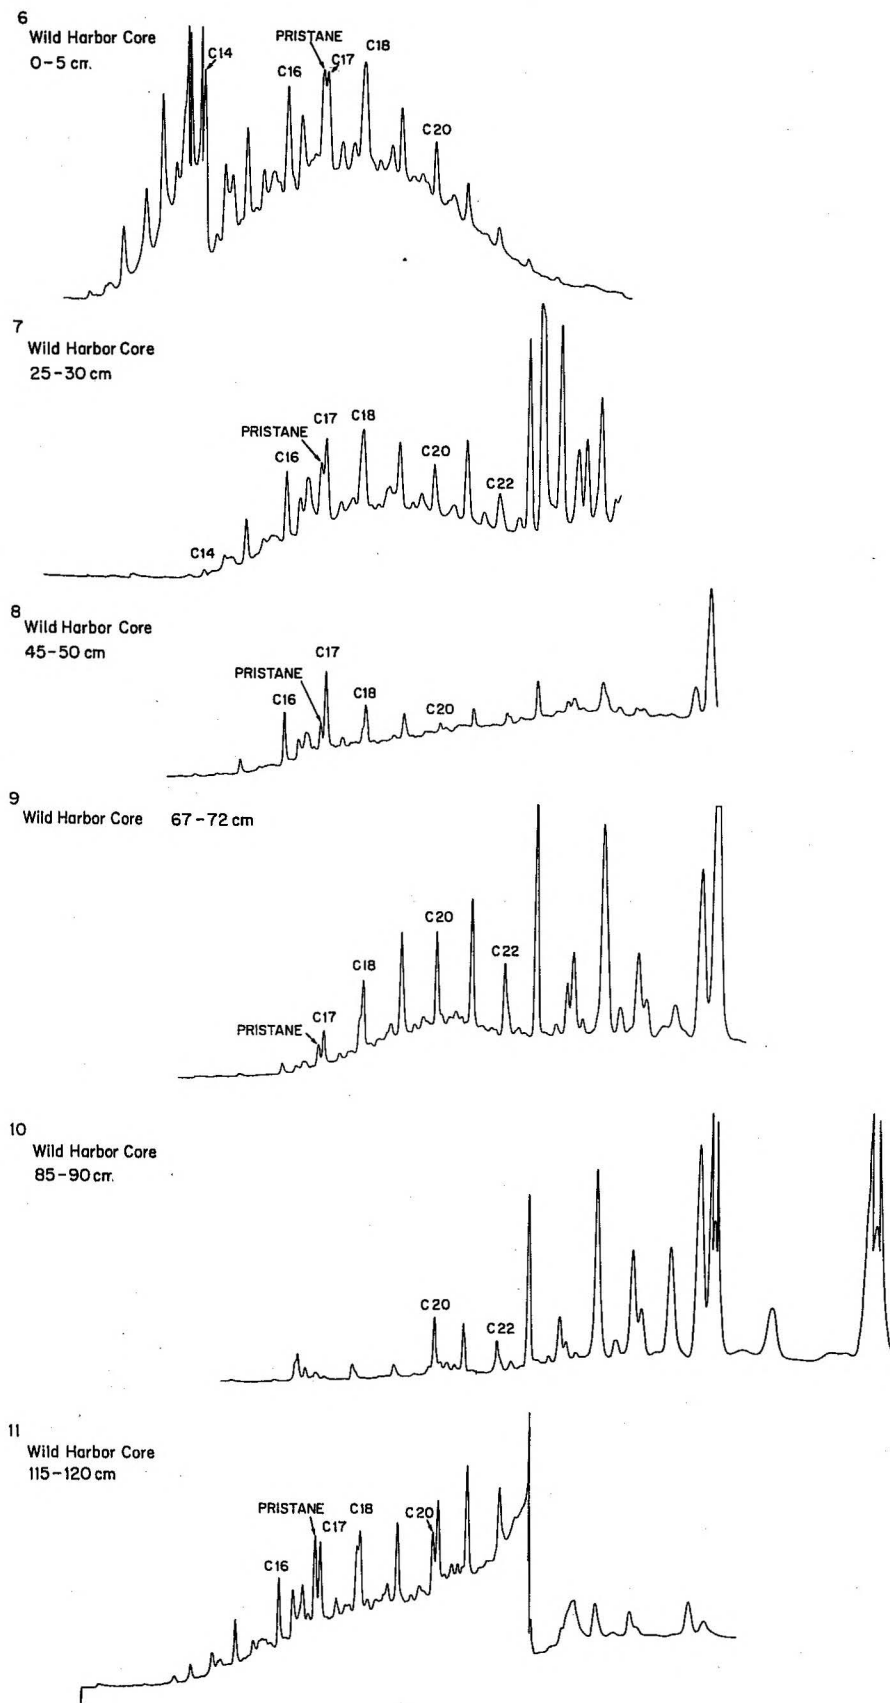 6
Wild Harbor Core
0-5 cm.
C14
C16
PRISTANE
C17
C18
C20
7
Wild Harbor Core
25-30 cm
C14
C16
PRISTANE
C17
C18
C20
C22
8
Wild Harbor Core
45-50 cm
C16
PRISTANE
C17
C18
C20
9
Wild Harbor Core 67-72 cm
PRISTANE
C17
C18
C20
C22
10
Wild Harbor Core
85-90 cm.
C20
C22
11
Wild Harbor Core
115-120 cm
C16
PRISTANE
C17
C18
C20